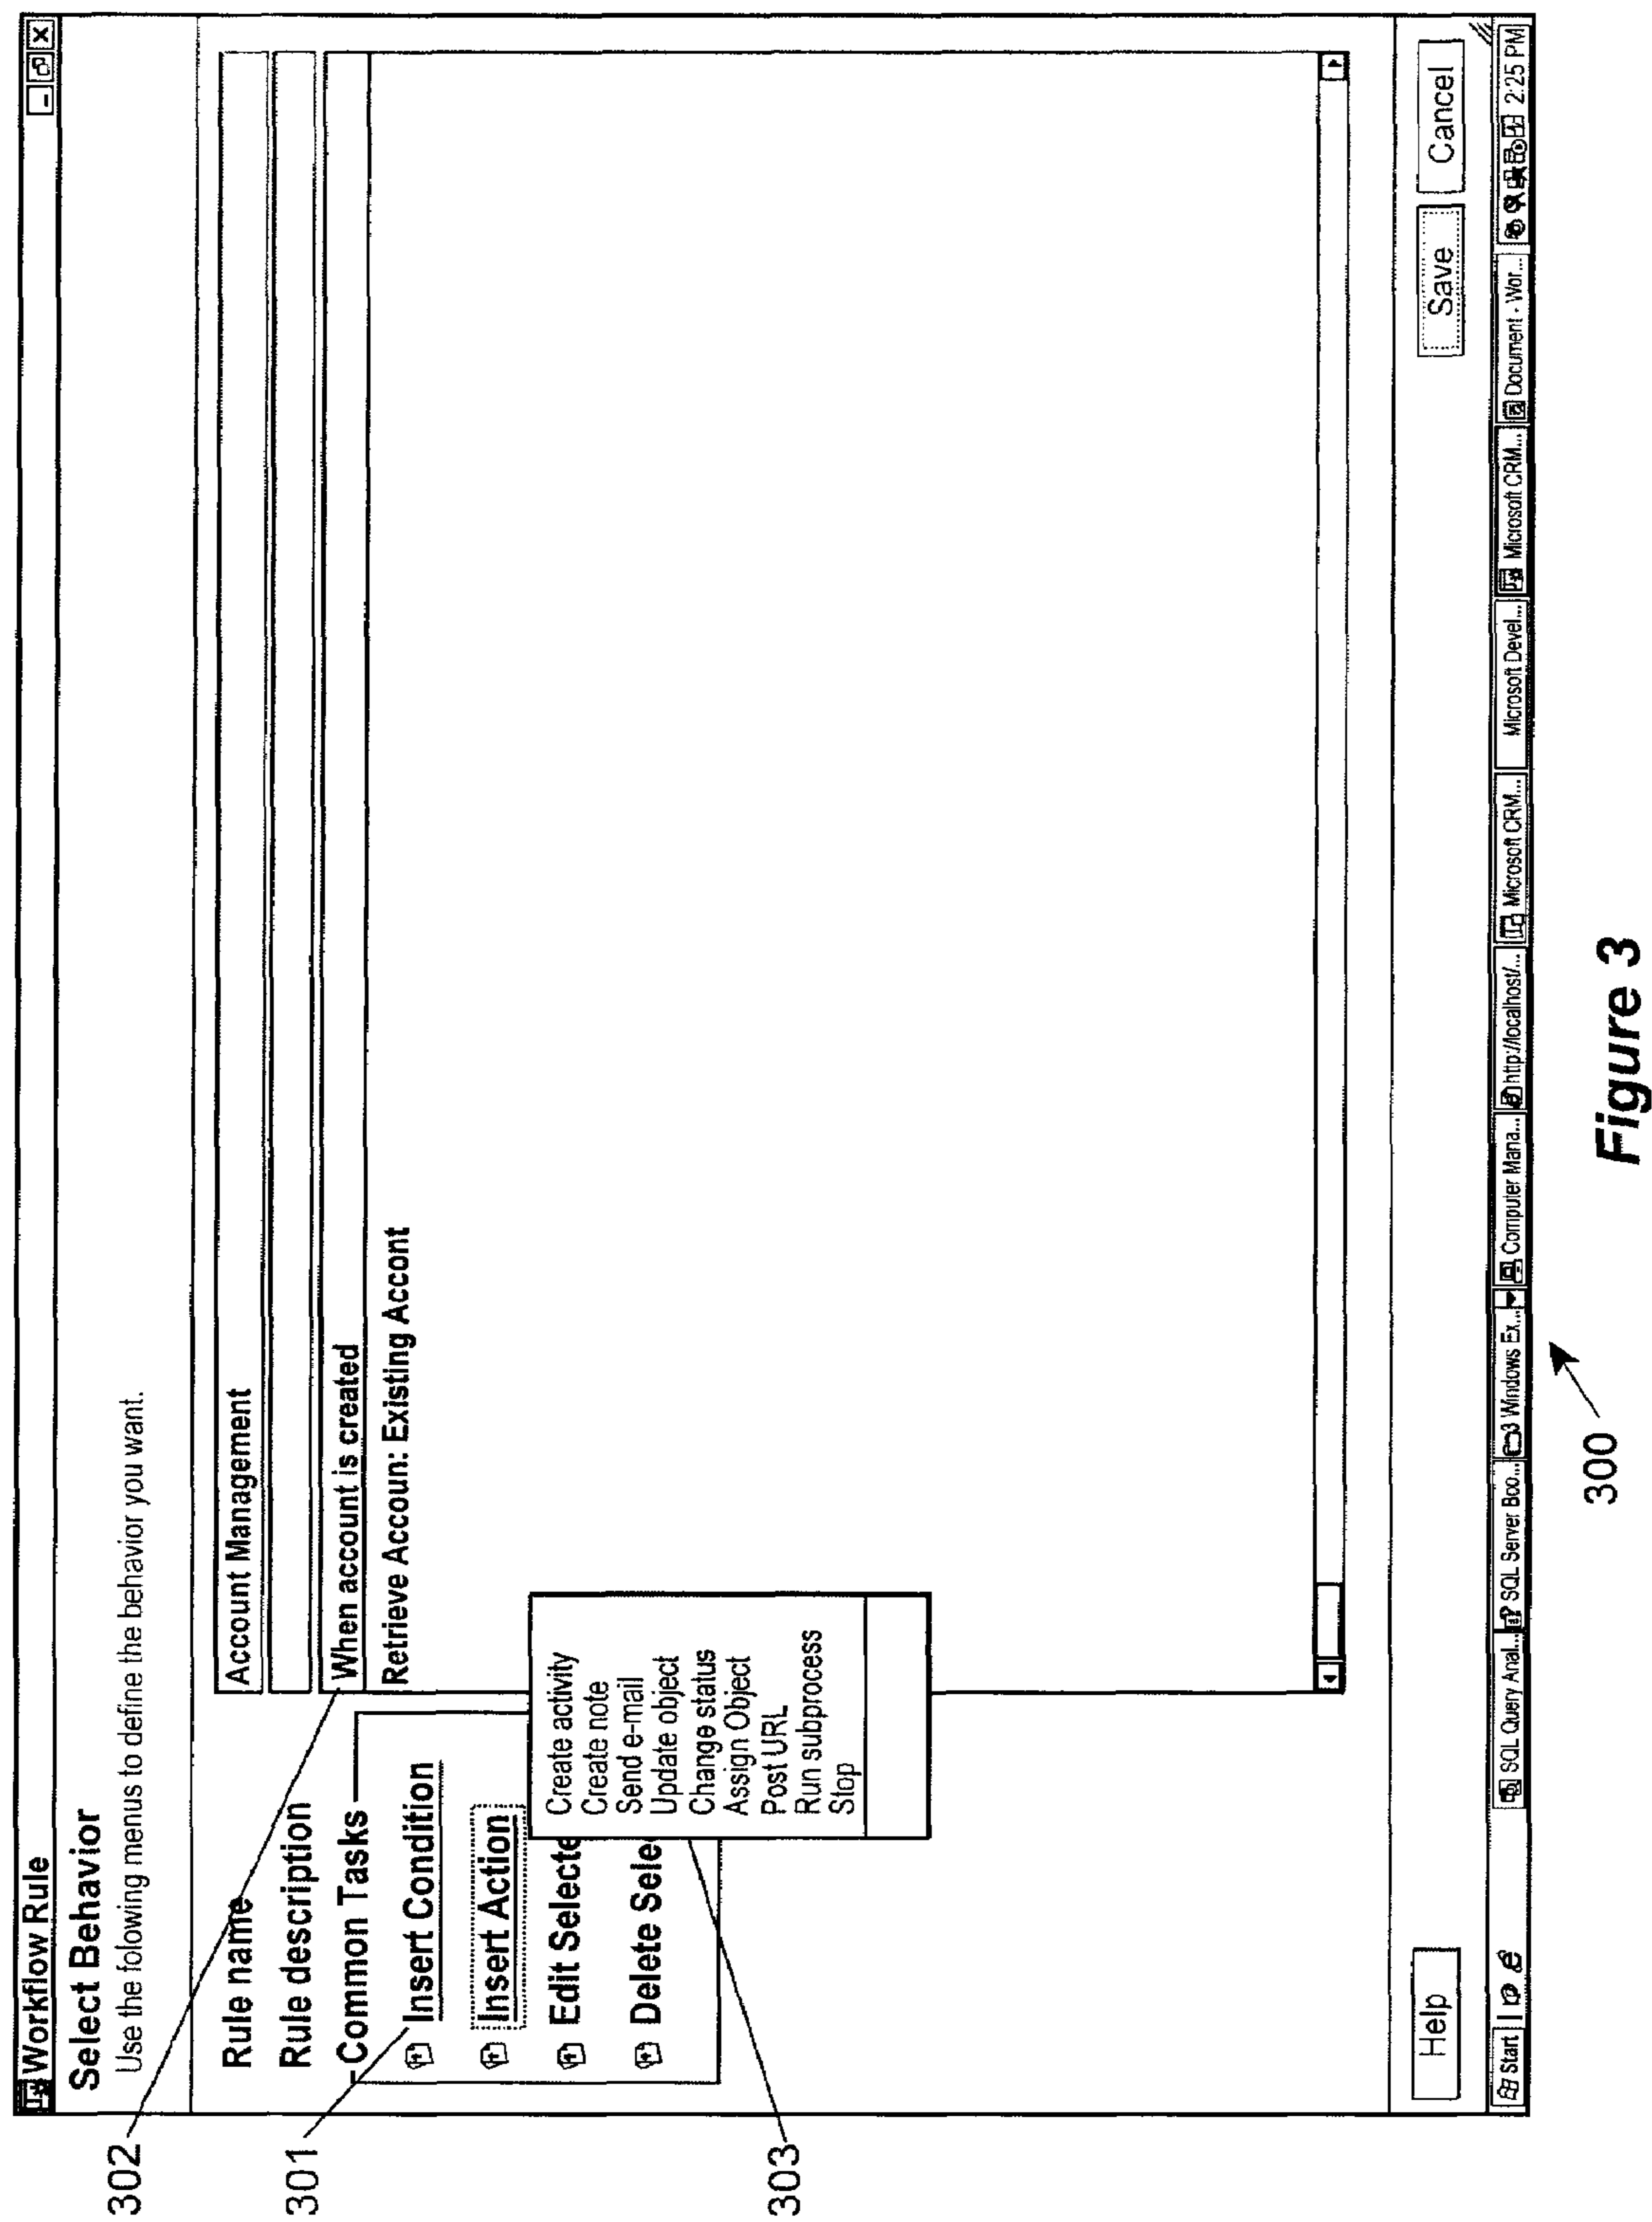 Workflow Rule
Select Behavior
Use the folowing menus to define the behavior you want.
Rule name
Account Management
Rule description
Common Tasks
When account is created
Insert Condition
Retrieve Accoun: Existing Accont
Insert Action
Edit Selecte
Delete Sele
Create activity
Create note
Send e-mail
Update object
Change status
Assign Object
Post URL
Run subprocess
Stop
Help
Save
Cancel
Start
SQL Query Anal...
SQL Server Boo...
3 Windows Ex...
Computer Mana...
http://localhost/...
Microsoft CRM...
Microsoft Devel...
Microsoft CRM...
Document - Wor...
2:25 PM
302
301
303
300
Figure 3